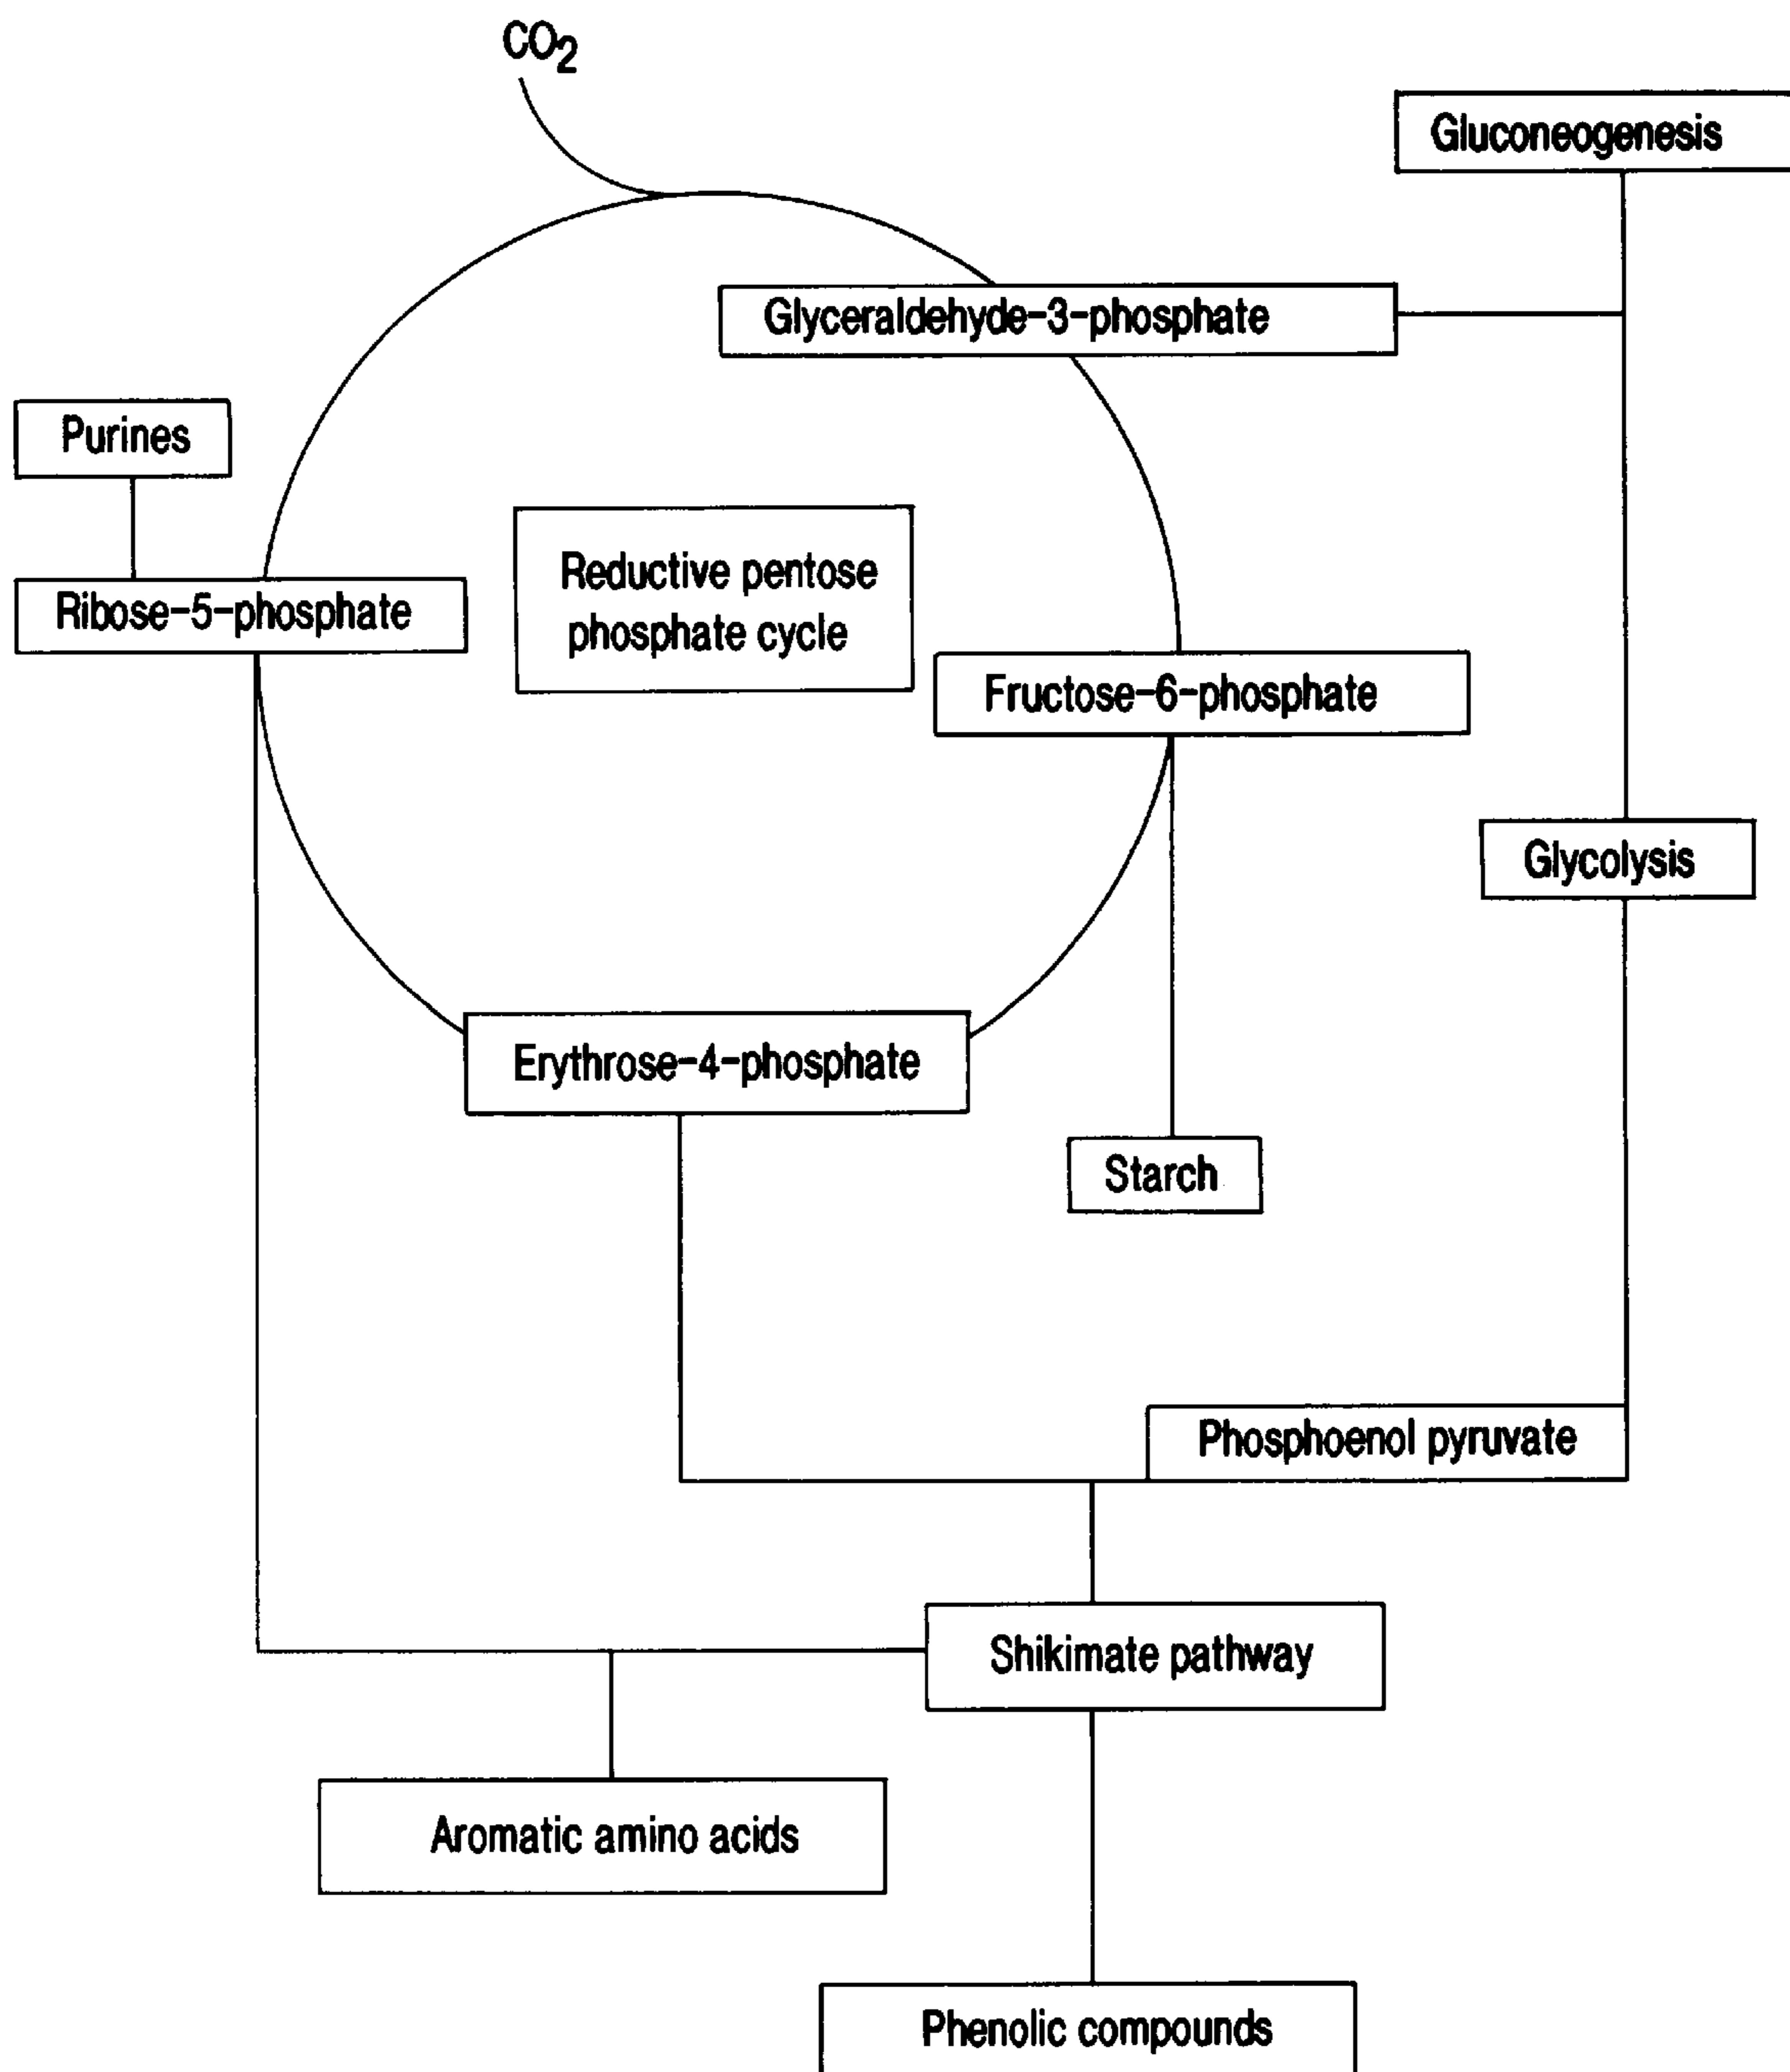 CO2
Gluconeogenesis
Glyceraldehyde-3-phosphate
Purines
Reductive pentose
phosphate cycle
Ribose-5-phosphate
Fructose-6-phosphate
Glycolysis
Erythrose-4-phosphate
Starch
Phosphoenol pyruvate
Shikimate pathway
Aromatic amino acids
Phenolic compounds